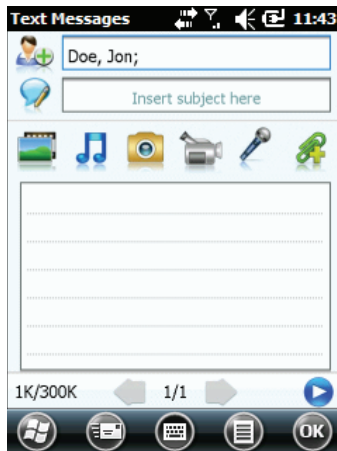 Text Messages 11:43
Doe, Jon;
Insert subject here
1K/300K 1/1
OK